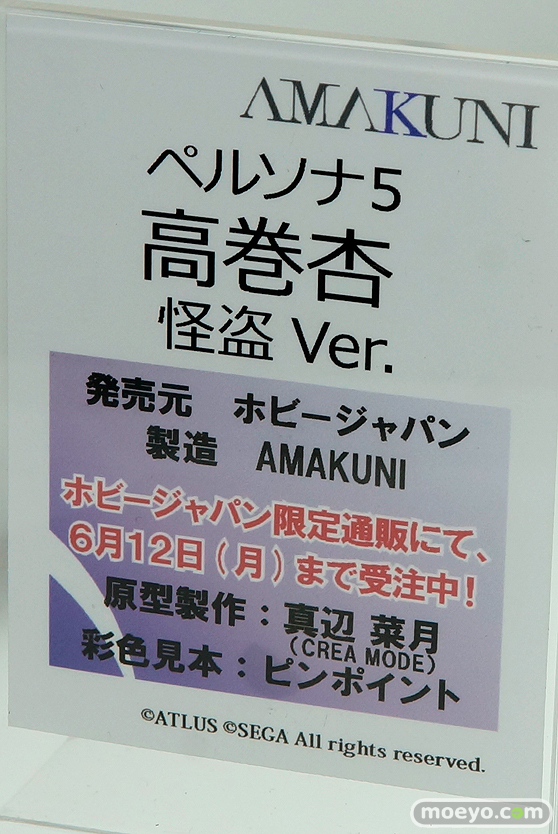 AMAKUNI
ペルソナ5
高巻杏
怪盗 Ver.
発売元 ホビージャパン
製造 AMAKUNI
ホビージャパン限定通販にて、
6月12日(月)まで受注中!
原型製作:真辺 菜月
(CREA MODE)
彩色見本:ピンポイント
©ATLUS ©SEGA All rights reserved.
moeyo.com